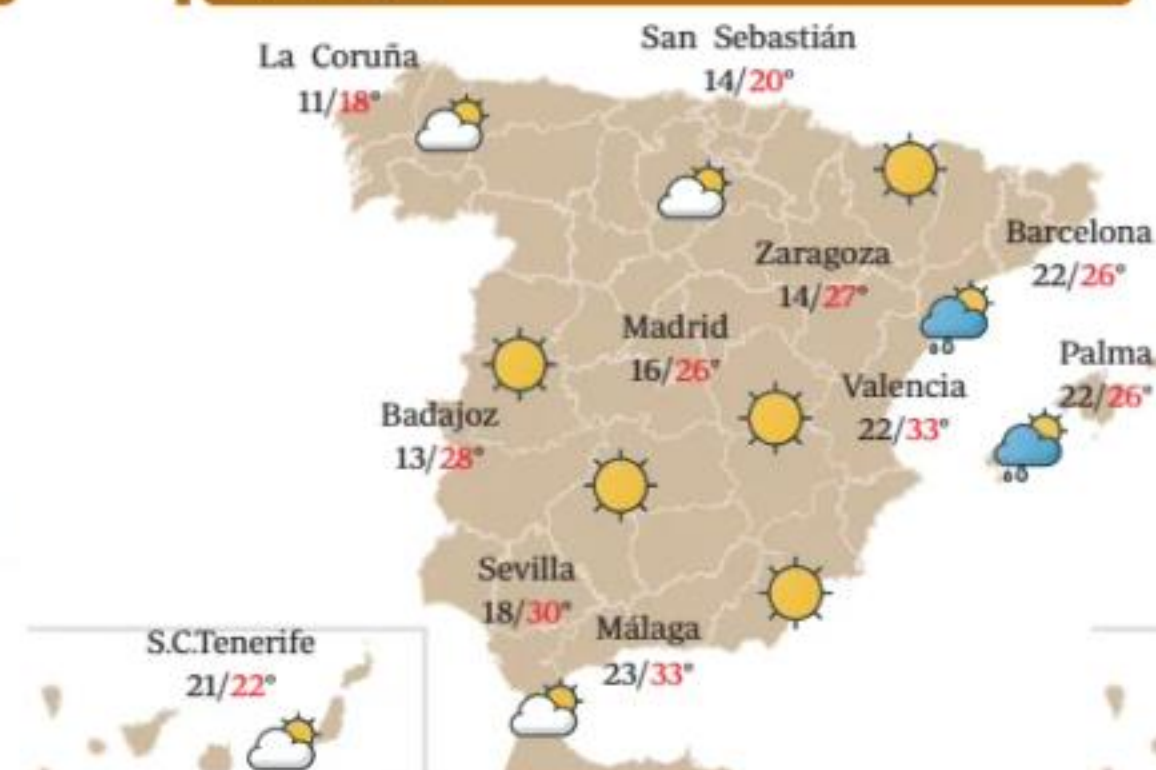 La Coruña
11/18°
San Sebastián
14/20°
Barcelona
22/26°
Zaragoza
14/27°
Madrid
16/26°
Palma
22/26°
Valencia
22/33°
Badajoz
13/28°
Sevilla
18/30°
Málaga
23/33°
S.C.Tenerife
21/22°